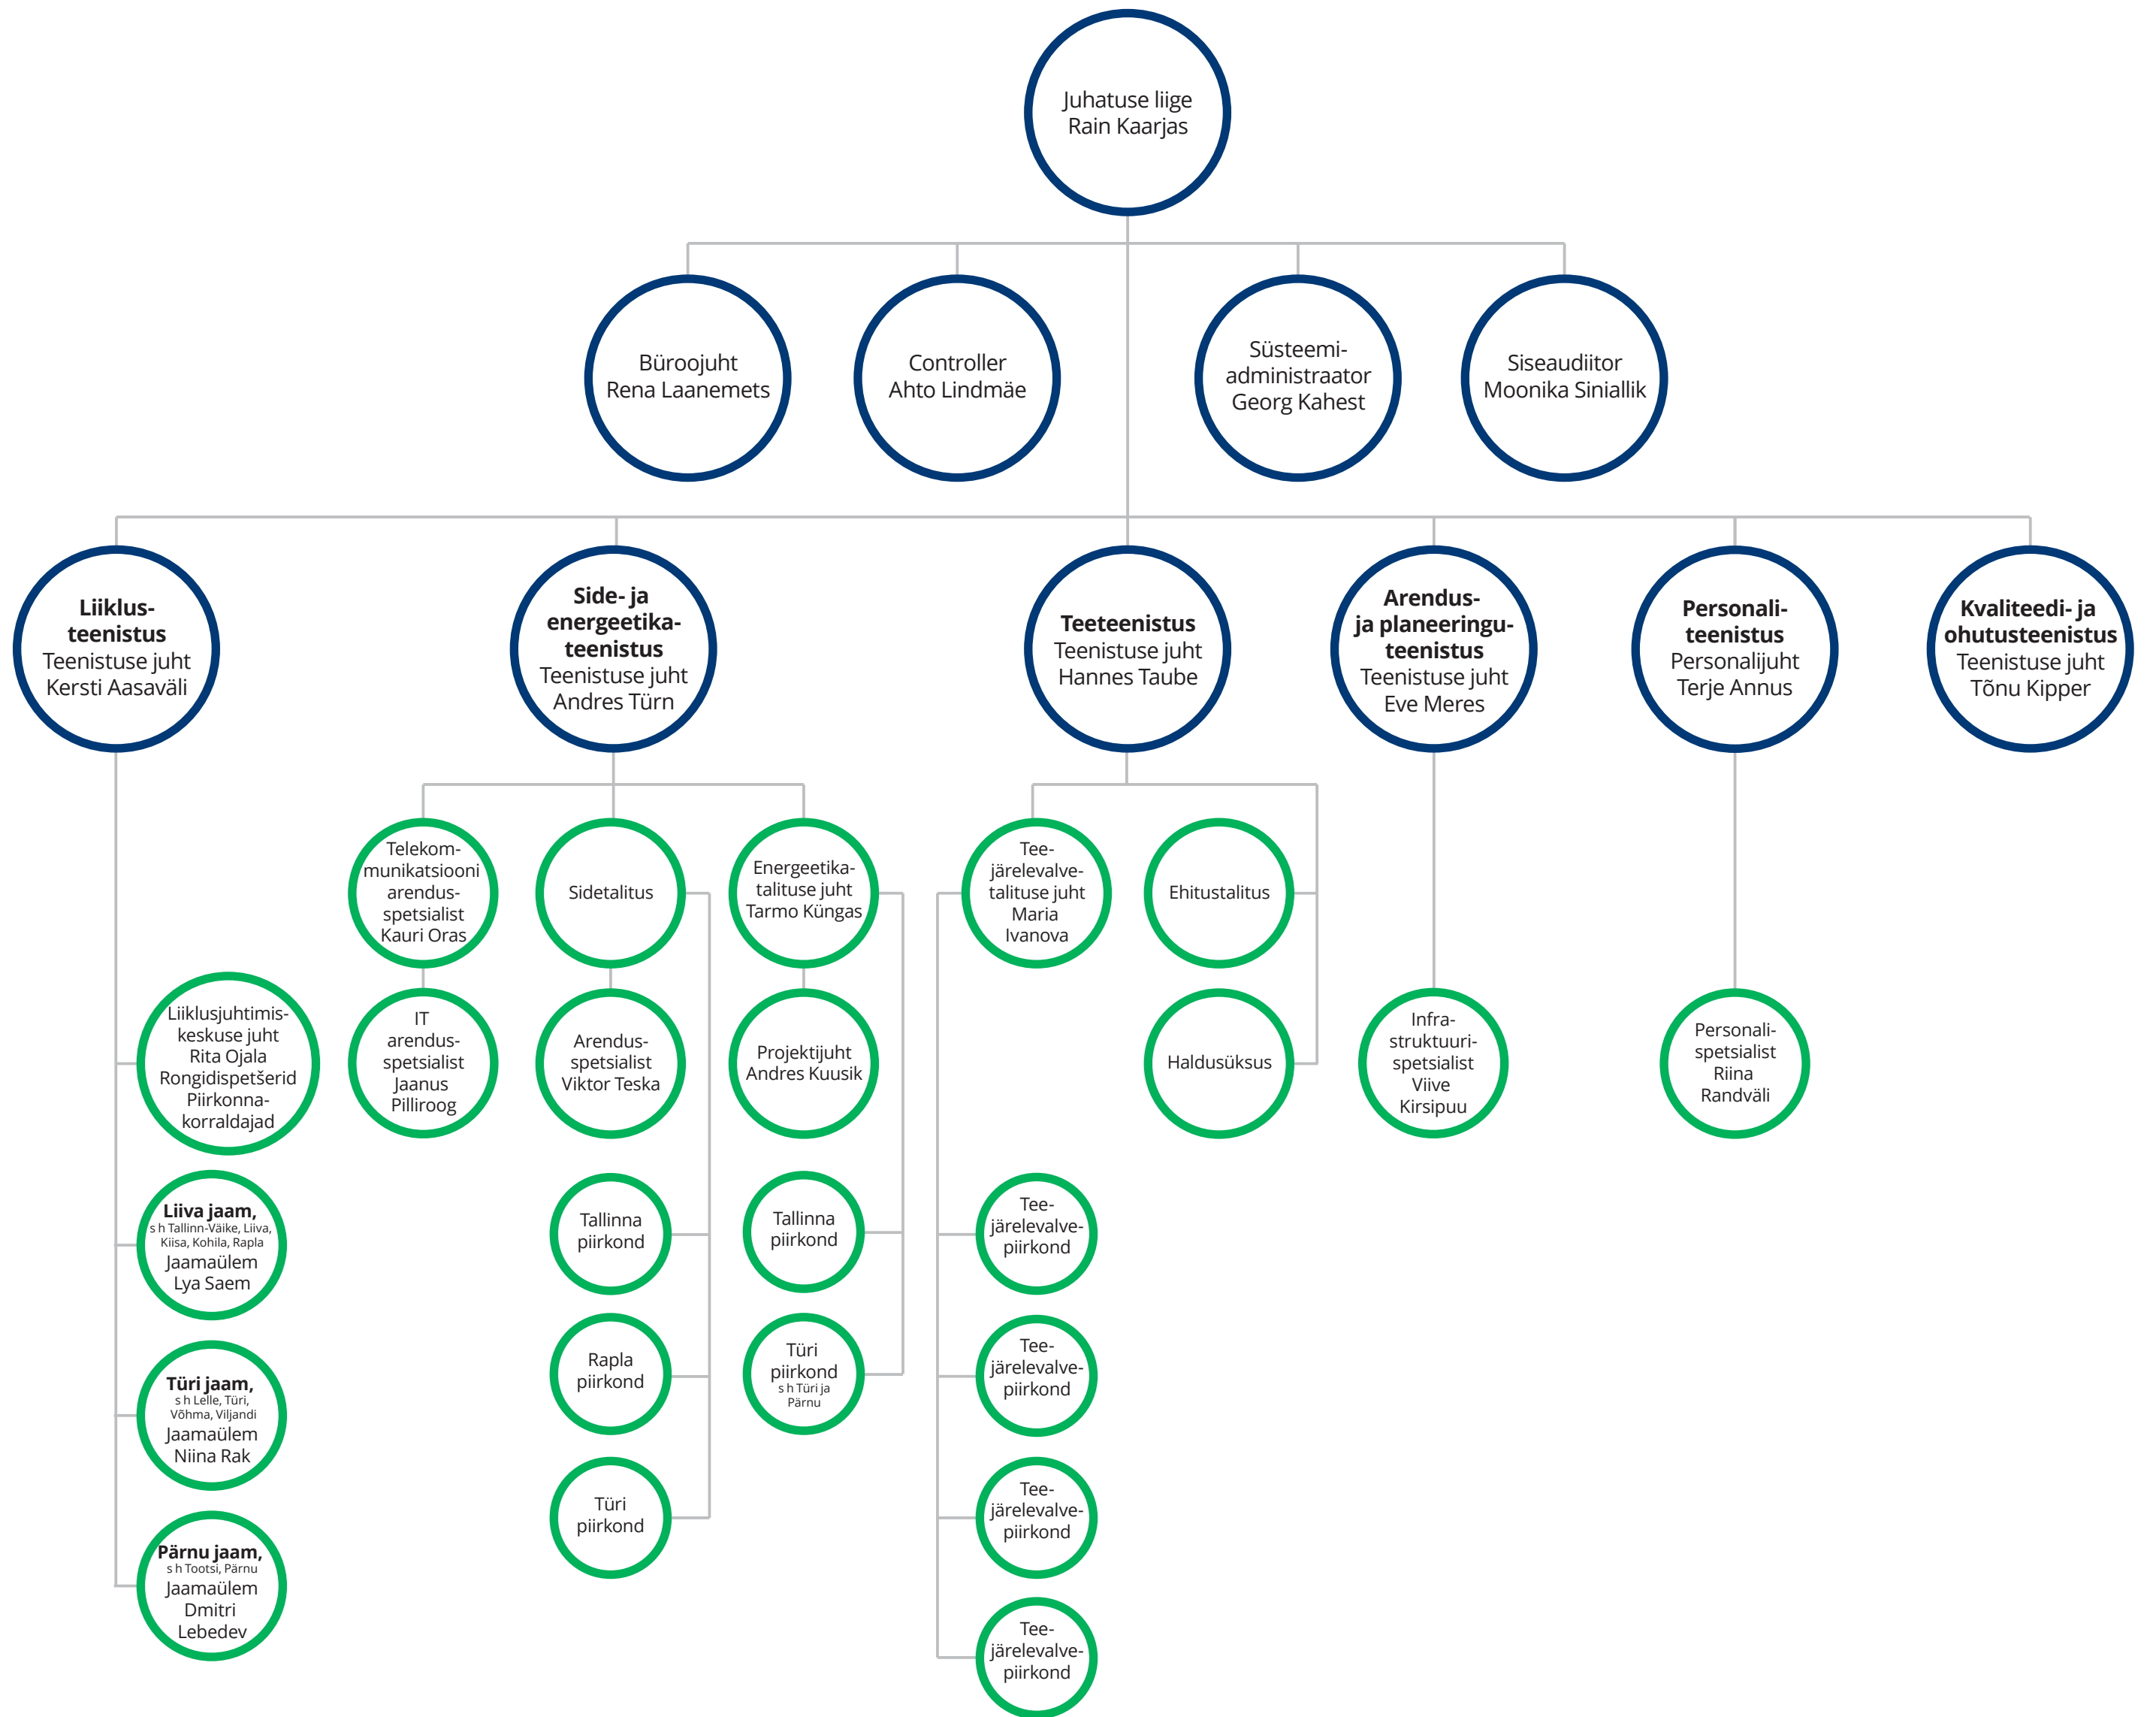 Juhatuse liige
Rain Kaarjas
Büroojuht
Rena Laanemets
Controller
Ahto Lindmäe
Süsteemi-
administraator
Georg Kahest
Siseaudiitor
Moonika Siniallik
Liiklus-
teenistus
Teenistuse juht
Kersti Aasaväli
Side- ja
energeetika-
teenistus
Teenistuse juht
Andres Türn
Teeteenistus
Teenistuse juht
Hannes Taube
Arendus-
ja planeeringu-
teenistus
Teenistuse juht
Eve Meres
Personali-
teenistus
Personalijuht
Terje Annus
Kvaliteedi- ja
ohutusteenistus
Teenistuse juht
Tõnu Kipper
Telekom-
munikatsiooni
arendus-
spetsialist
Kauri Oras
Sidetalitus
Energeetika-
talituse juht
Tarmo Küngas
Tee-
järelevalve-
talituse juht
Maria
Ivanova
Ehitustalitus
Liiklusjuhtimis-
keskuse juht
Rita Ojala
Rongidispetšerid
Piirkonna-
korraldajad
IT
arendus-
spetsialist
Jaanus
Pilliroog
Arendus-
spetsialist
Viktor Teska
Projektijuht
Andres Kuusik
Haldusüksus
Infra-
struktuuri-
spetsialist
Viive
Kirsipuu
Personali-
spetsialist
Riina
Randväli
Liiva jaam,
s h Tallinn-Väike, Liiva,
Kiisa, Kohila, Rapla
Jaamaülem
Lya Saem
Tallinna
piirkond
Tallinna
piirkond
Tee-
järelevalve-
piirkond
Türi jaam,
s h Lelle, Türi,
Võhma, Viljandi
Jaamaülem
Niina Rak
Rapla
piirkond
Türi
piirkond
s h Türi ja
Pärnu
Tee-
järelevalve-
piirkond
Pärnu jaam,
s h Tootsi, Pärnu
Jaamaülem
Dmitri
Lebedev
Türi
piirkond
Tee-
järelevalve-
piirkond
Tee-
järelevalve-
piirkond